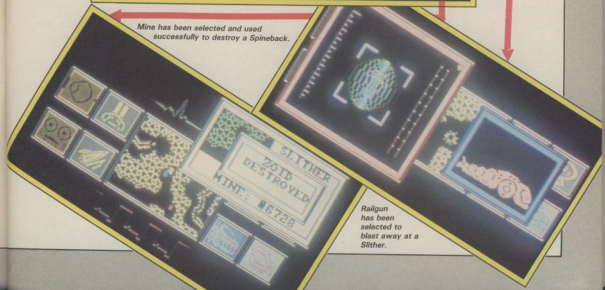 Mine has been selected and used
successfully to destroy a Spineback.
SLITHER
ZOID
DESTROYED
MINE: #6720
Railgun
has been
selected to
blast away at a
Slither.